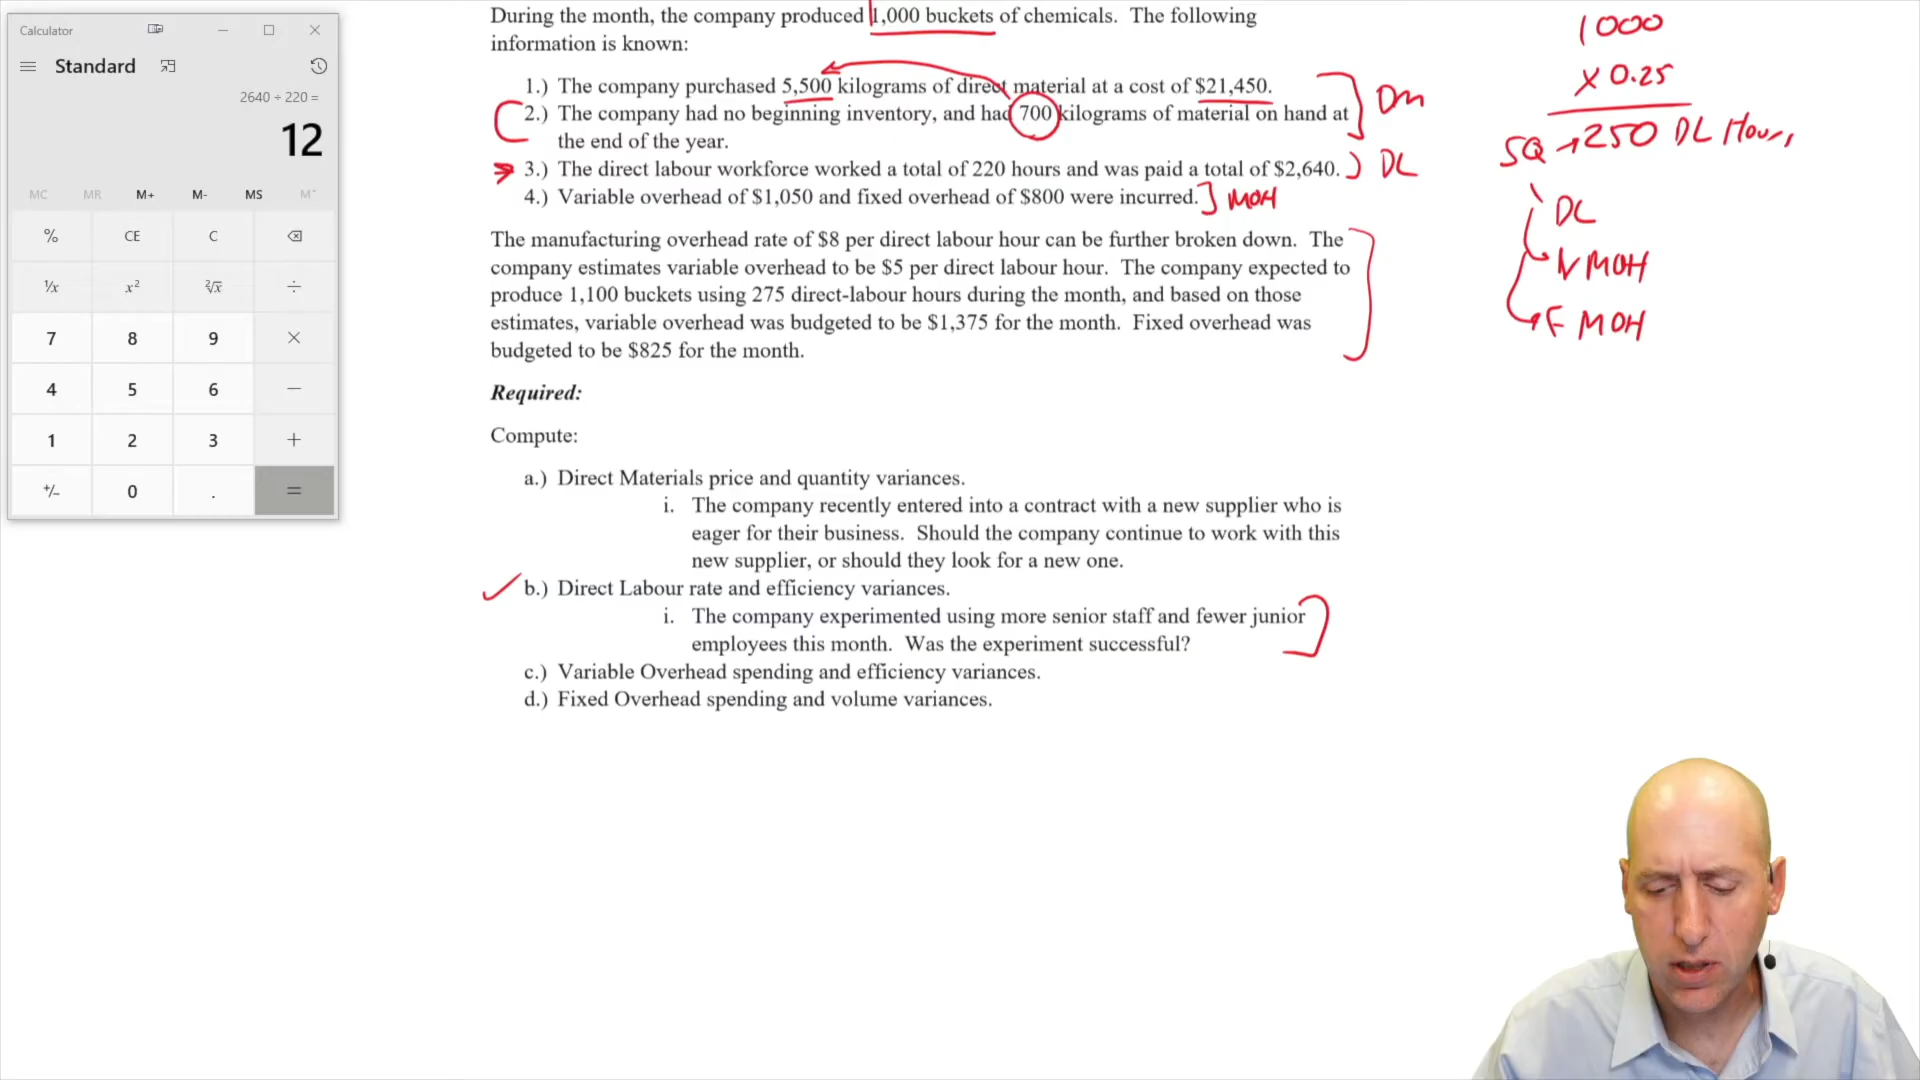 Calculator
Standard
2640 ÷ 220 =
12
MC MR M+ M- MS M˅
% CE C
¹/x x² ²√x ÷
7 8 9 ×
4 5 6 −
1 2 3 +
+/- 0 . =
During the month, the company produced 1,000 buckets of chemicals. The following
information is known:
1.) The company purchased 5,500 kilograms of direct material at a cost of $21,450.
2.) The company had no beginning inventory, and had 700 kilograms of material on hand at
the end of the year.
DM
3.) The direct labour workforce worked a total of 220 hours and was paid a total of $2,640.
DL
4.) Variable overhead of $1,050 and fixed overhead of $800 were incurred.
MOH
The manufacturing overhead rate of $8 per direct labour hour can be further broken down. The
company estimates variable overhead to be $5 per direct labour hour. The company expected to
produce 1,100 buckets using 275 direct-labour hours during the month, and based on those
estimates, variable overhead was budgeted to be $1,375 for the month. Fixed overhead was
budgeted to be $825 for the month.
Required:
Compute:
a.) Direct Materials price and quantity variances.
i. The company recently entered into a contract with a new supplier who is
eager for their business. Should the company continue to work with this
new supplier, or should they look for a new one.
b.) Direct Labour rate and efficiency variances.
i. The company experimented using more senior staff and fewer junior
employees this month. Was the experiment successful?
c.) Variable Overhead spending and efficiency variances.
d.) Fixed Overhead spending and volume variances.
1000
× 0.25
SQ → 250 DL Hours
DL
V MOH
F MOH